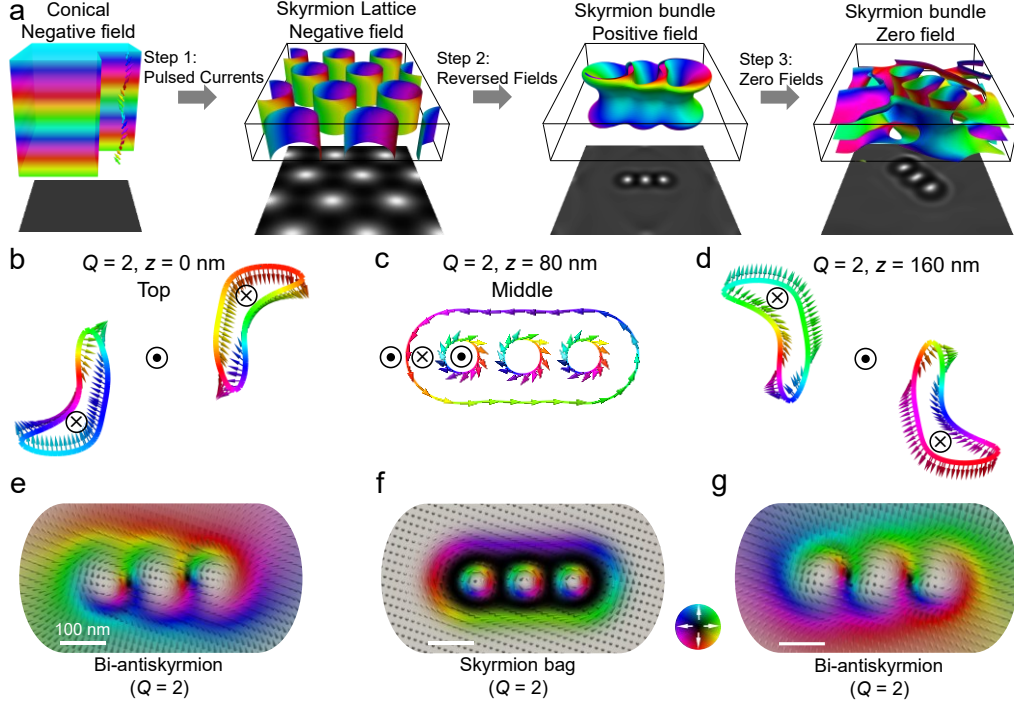 a
Conical
Negative field
Step 1:
Pulsed Currents
Skyrmion Lattice
Negative field
Step 2:
Reversed Fields
Skyrmion bundle
Positive field
Step 3:
Zero Fields
Skyrmion bundle
Zero field
b
Q = 2, z = 0 nm
Top
c
Q = 2, z = 80 nm
Middle
d
Q = 2, z = 160 nm
e
100 nm
Bi-antiskyrmion
(Q = 2)
f
Skyrmion bag
(Q = 2)
g
Bi-antiskyrmion
(Q = 2)